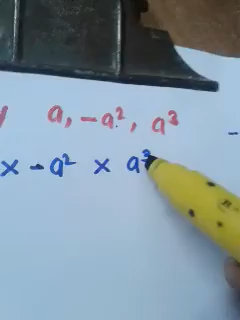 a, -a², a³
x - a² x a³